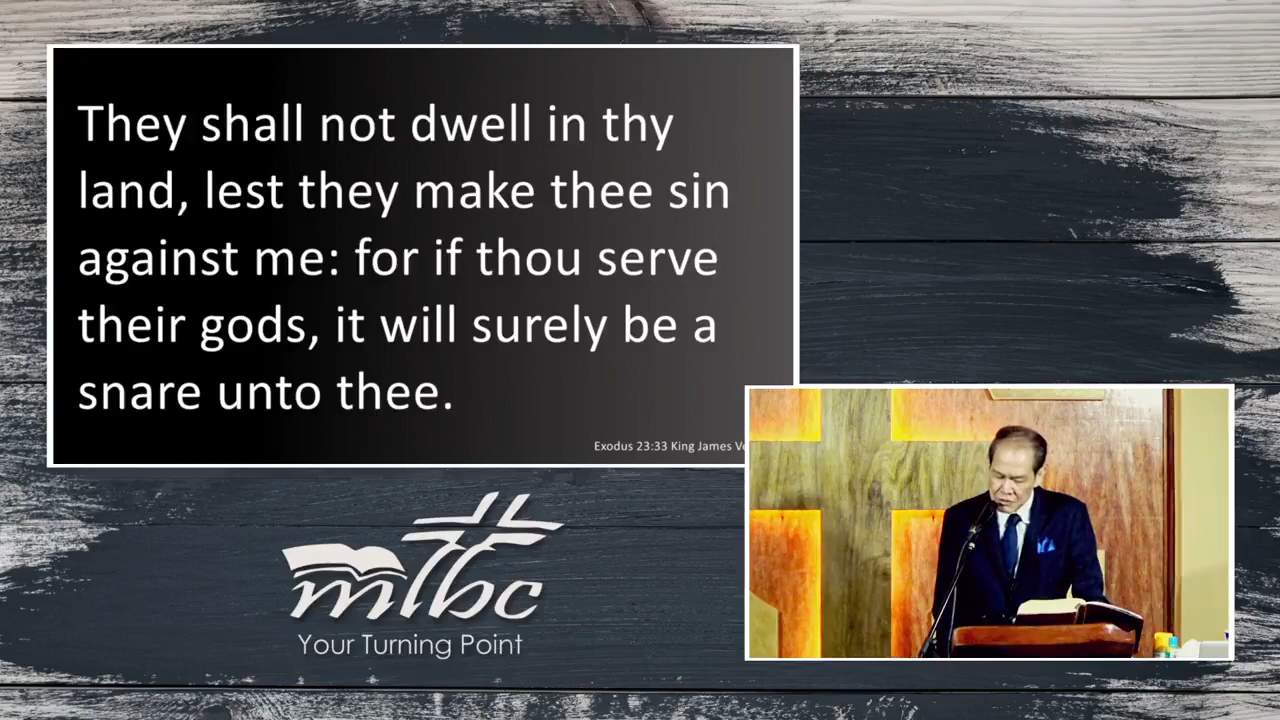 They shall not dwell in thy
land, lest they make thee sin
against me: for if thou serve
their gods, it will surely be a
snare unto thee.
Exodus 23:33 King James
mlbc
Your Turning Point